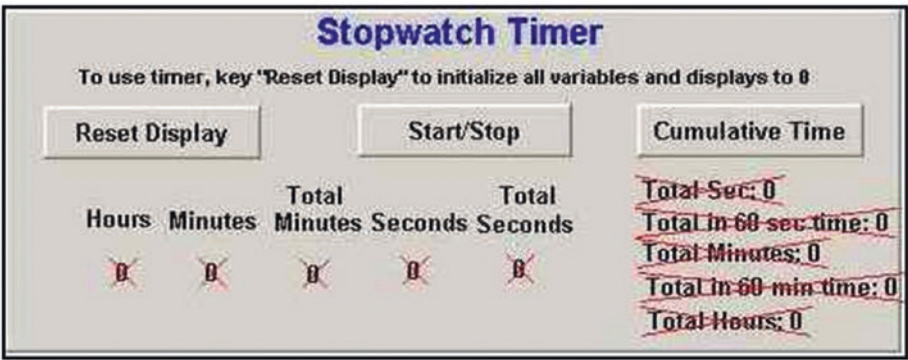 Stopwatch Timer
To use timer, key "Reset Display" to initialize all variables and displays to 0
Reset Display
Start/Stop
Cumulative Time
Hours Minutes Total Minutes Seconds Total Seconds
0 0 0 0 0
Total Sec: 0
Total in 60 sec time: 0
Total Minutes: 0
Total in 60 min time: 0
Total Hours: 0